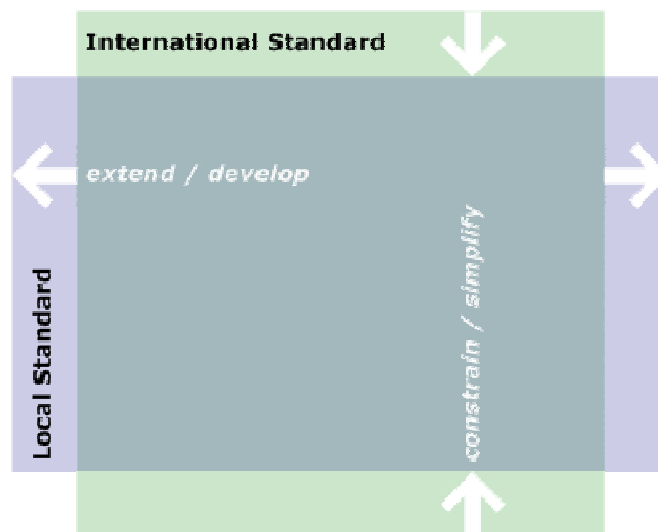 International Standard
extend / develop
constrain / simplify
Local Standard